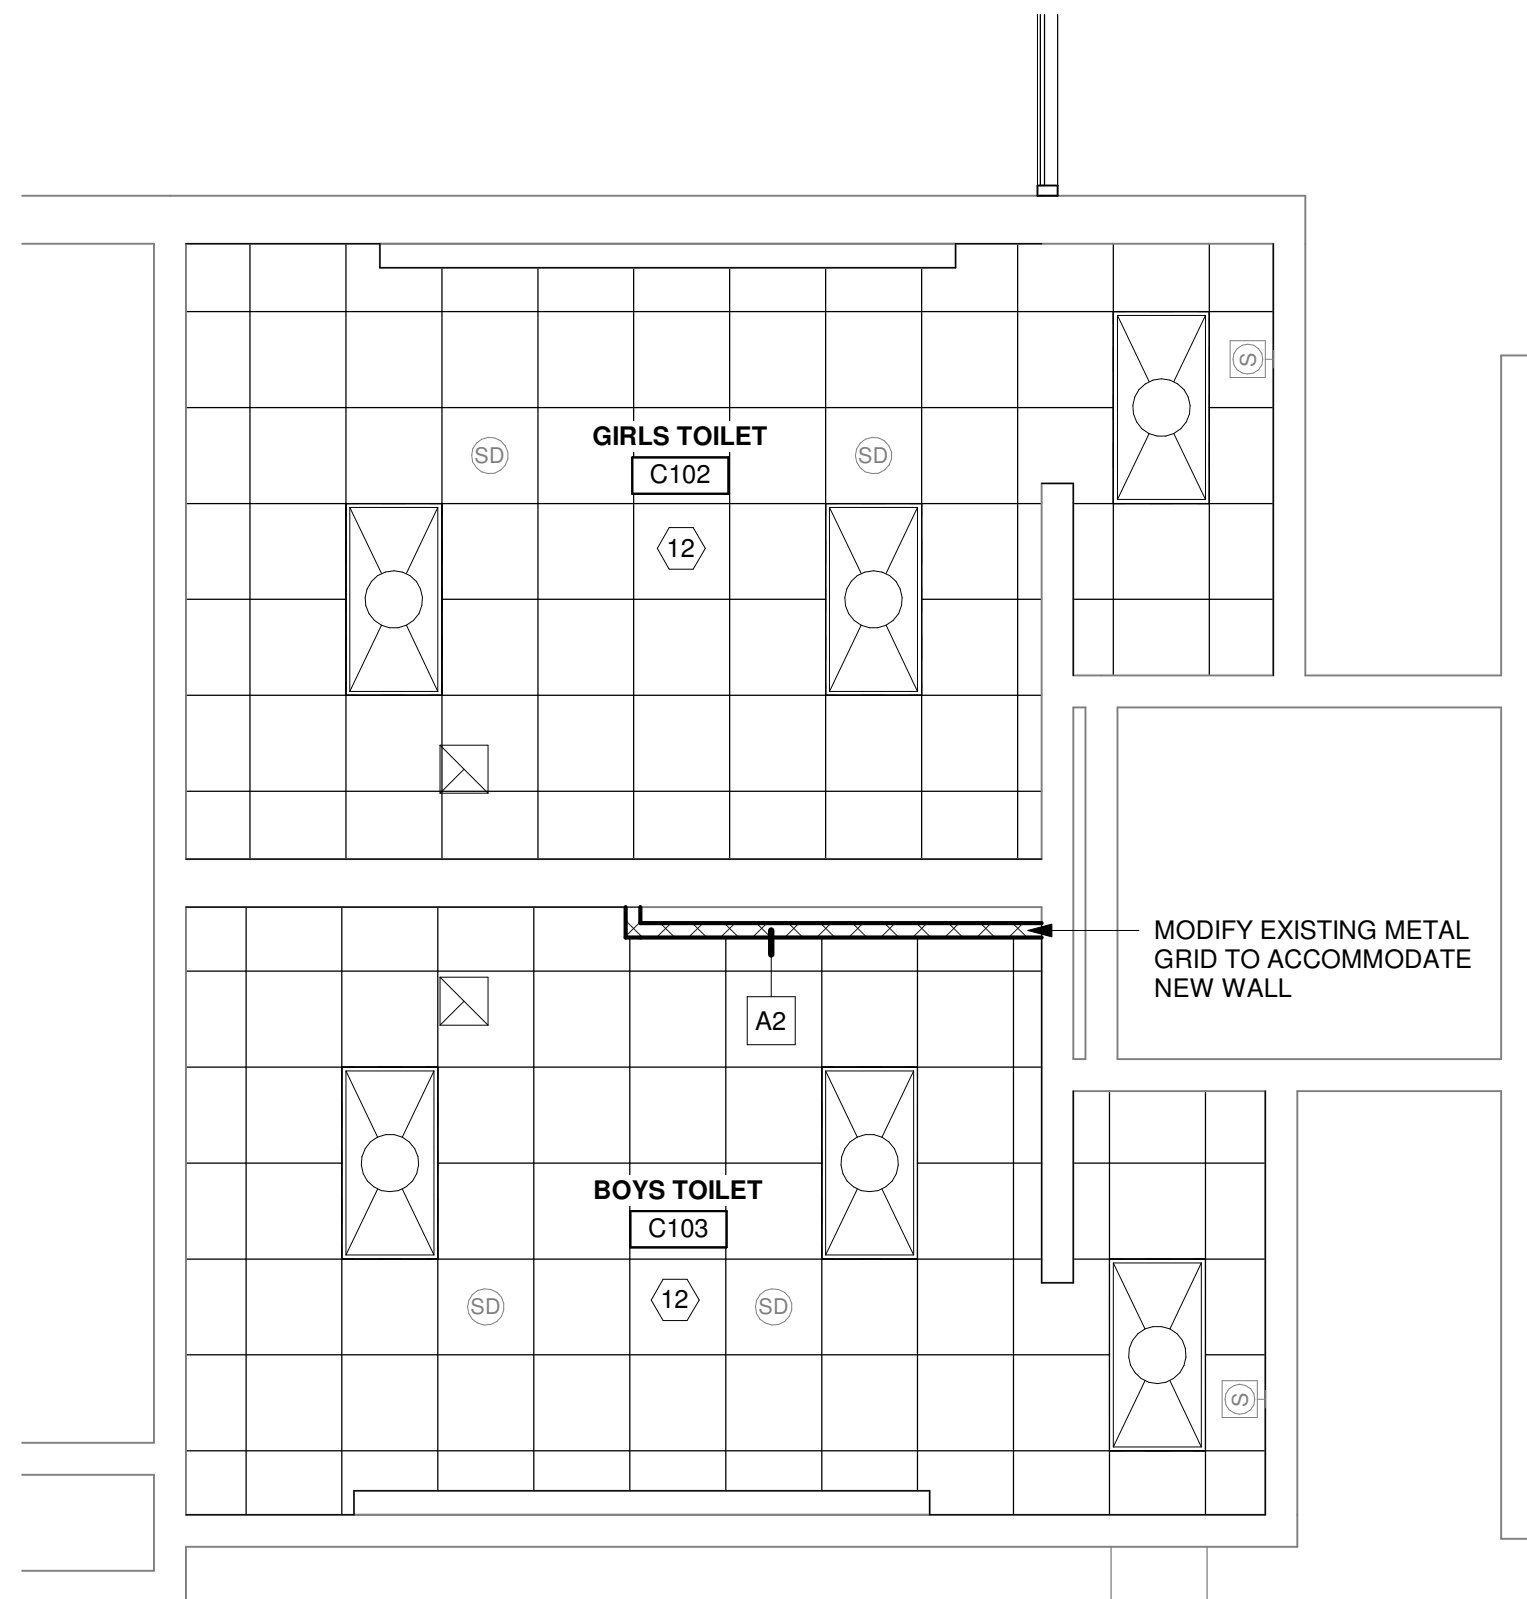 S
GIRLS TOILET
SD
SD
C102
12
MODIFY EXISTING METAL
GRID TO ACCOMMODATE
NEW WALL
A2
BOYS TOILET
C103
12
SD
SD
S